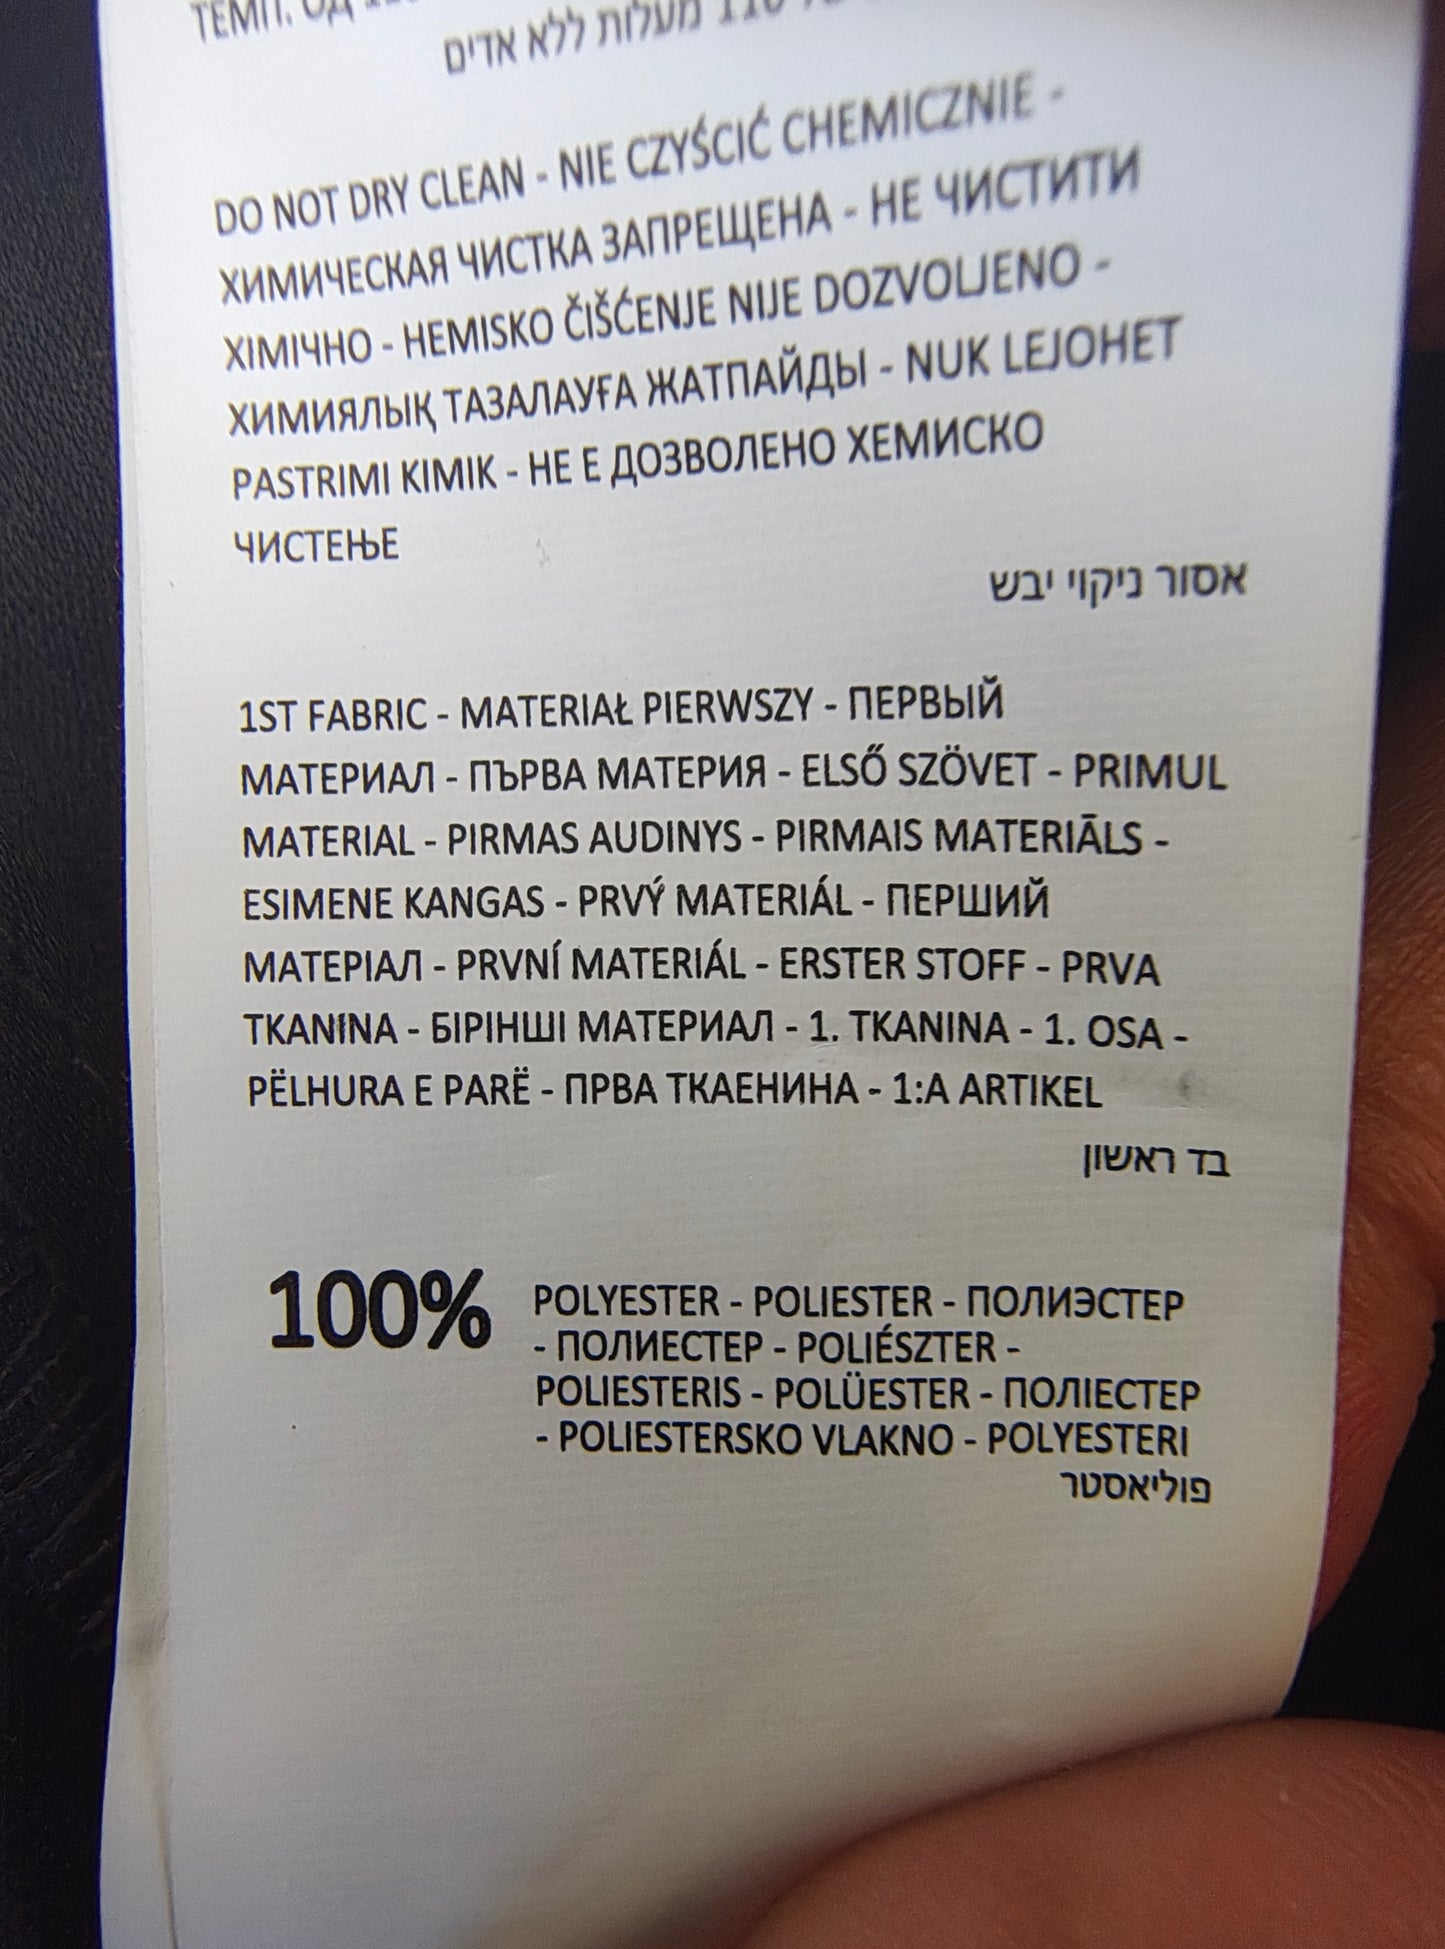 ТЕМП. ОД
110 מעלות ללא אדים
DO NOT DRY CLEAN - NIE CZYŚCIĆ CHEMICZNIE -
ХИМИЧЕСКАЯ ЧИСТКА ЗАПРЕЩЕНА - НЕ ЧИСТИТИ
ХІМІЧНО - HEMISKO ČIŠĆENJE NIJE DOZVOLJENO -
ХИМИЯЛЫҚ ТАЗАЛАУҒА ЖАТПАЙДЫ - NUK LEJOHET
PASTRIMI KIMIK - НЕ Е ДОЗВОЛЕНО ХЕМИСКО
ЧИСТЕЊЕ
אסור ניקוי יבש
1ST FABRIC - MATERIAŁ PIERWSZY - ПЕРВЫЙ
МАТЕРИАЛ - ПЪРВА МАТЕРИЯ - ELSŐ SZÖVET - PRIMUL
MATERIAL - PIRMAS AUDINYS - PIRMAIS MATERIĀLS -
ESIMENE KANGAS - PRVÝ MATERIÁL - ПЕРШИЙ
МАТЕРІАЛ - PRVNÍ MATERIÁL - ERSTER STOFF - PRVA
TKANINA - БІРІНШІ МАТЕРИАЛ - 1. TKANINA - 1. OSA -
PËLHURA E PARË - ПРВА ТКАЕНИНА - 1:A ARTIKEL
בד ראשון
100% POLYESTER - POLIESTER - ПОЛИЭСТЕР
- ПОЛИЕСТЕР - POLIÉSZTER -
POLIESTERIS - POLÜESTER - ПОЛІЕСТЕР
- POLIESTERSKO VLAKNO - POLYESTERI
פוליאסטר